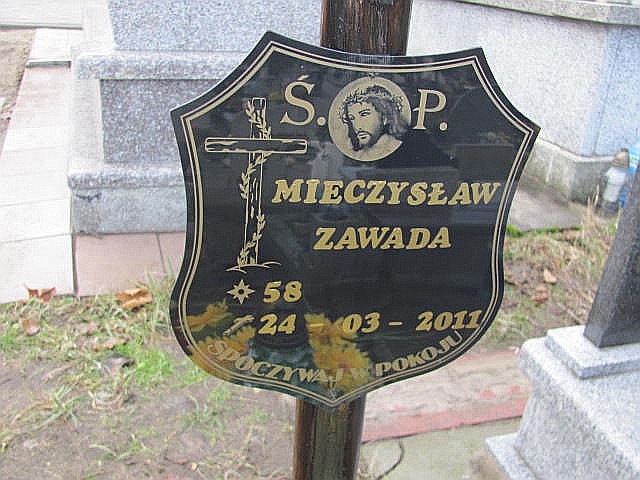 Ś. P.
MIECZYSŁAW
ZAWADA
58
24 - 03 - 2011
SPOCZYWAJ W POKOJU